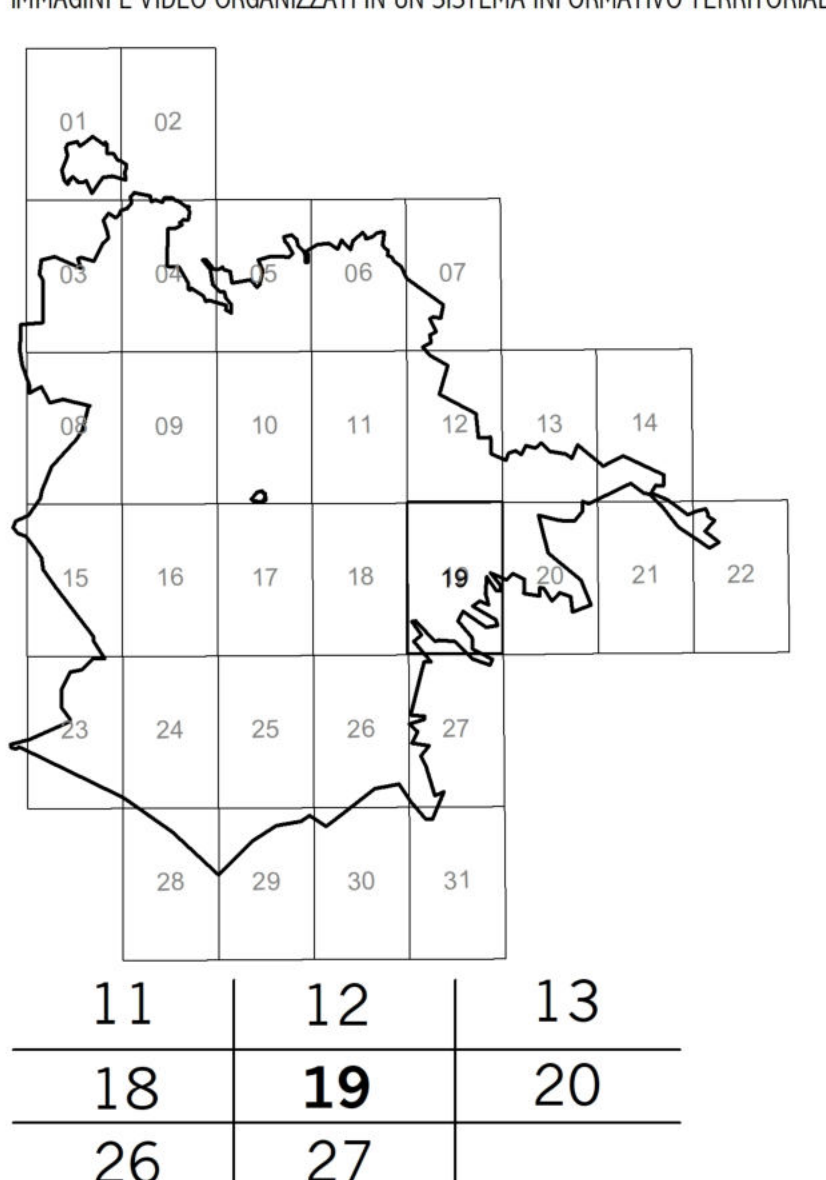 IMMAGINI E VIDEO ORGANIZZATI IN UN SISTEMA INFORMATIVO TERRITORIAL
01 02
03 04 05 06 07
08 09 10 11 12 13 14
15 16 17 18 19 20 21 22
23 24 25 26 27
28 29 30 31
11 12 13
18 19 20
26 27